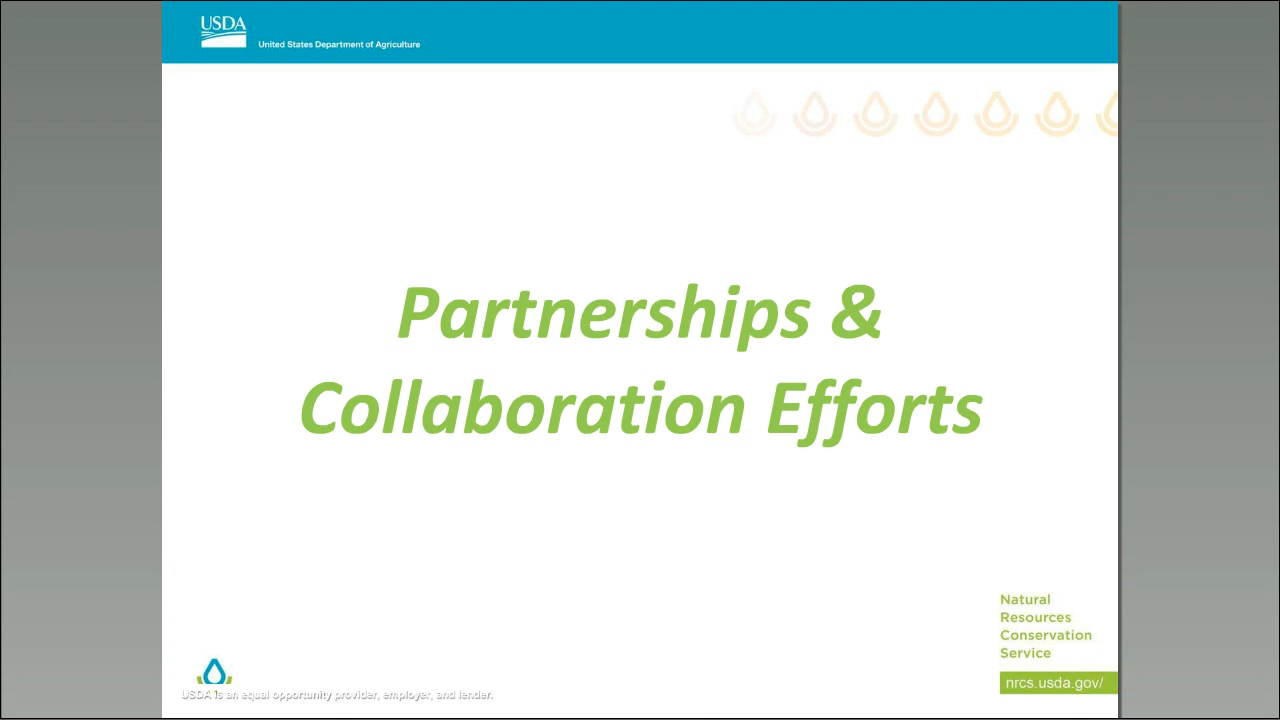 USDA
United States Department of Agriculture
Partnerships &
Collaboration Efforts
Natural
Resources
Conservation
Service
nrcs.usda.gov/
USDA is an equal opportunity provider, employer, and lender.